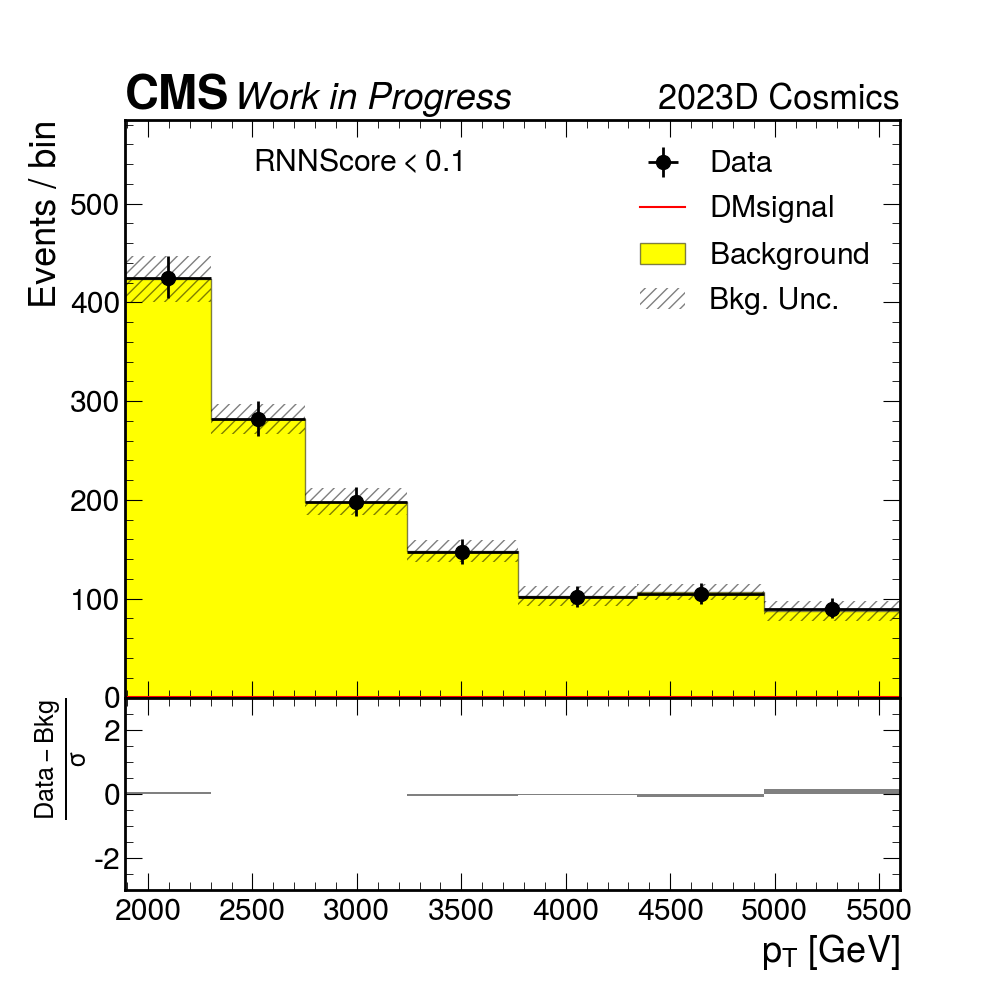 CMS Work in Progress 2023D Cosmics
Events / bin
RNNScore < 0.1
Data
DMsignal
Background
Bkg. Unc.
500
400
300
200
100
0
Data − Bkg
σ
2
0
-2
2000 2500 3000 3500 4000 4500 5000 5500
pT [GeV]